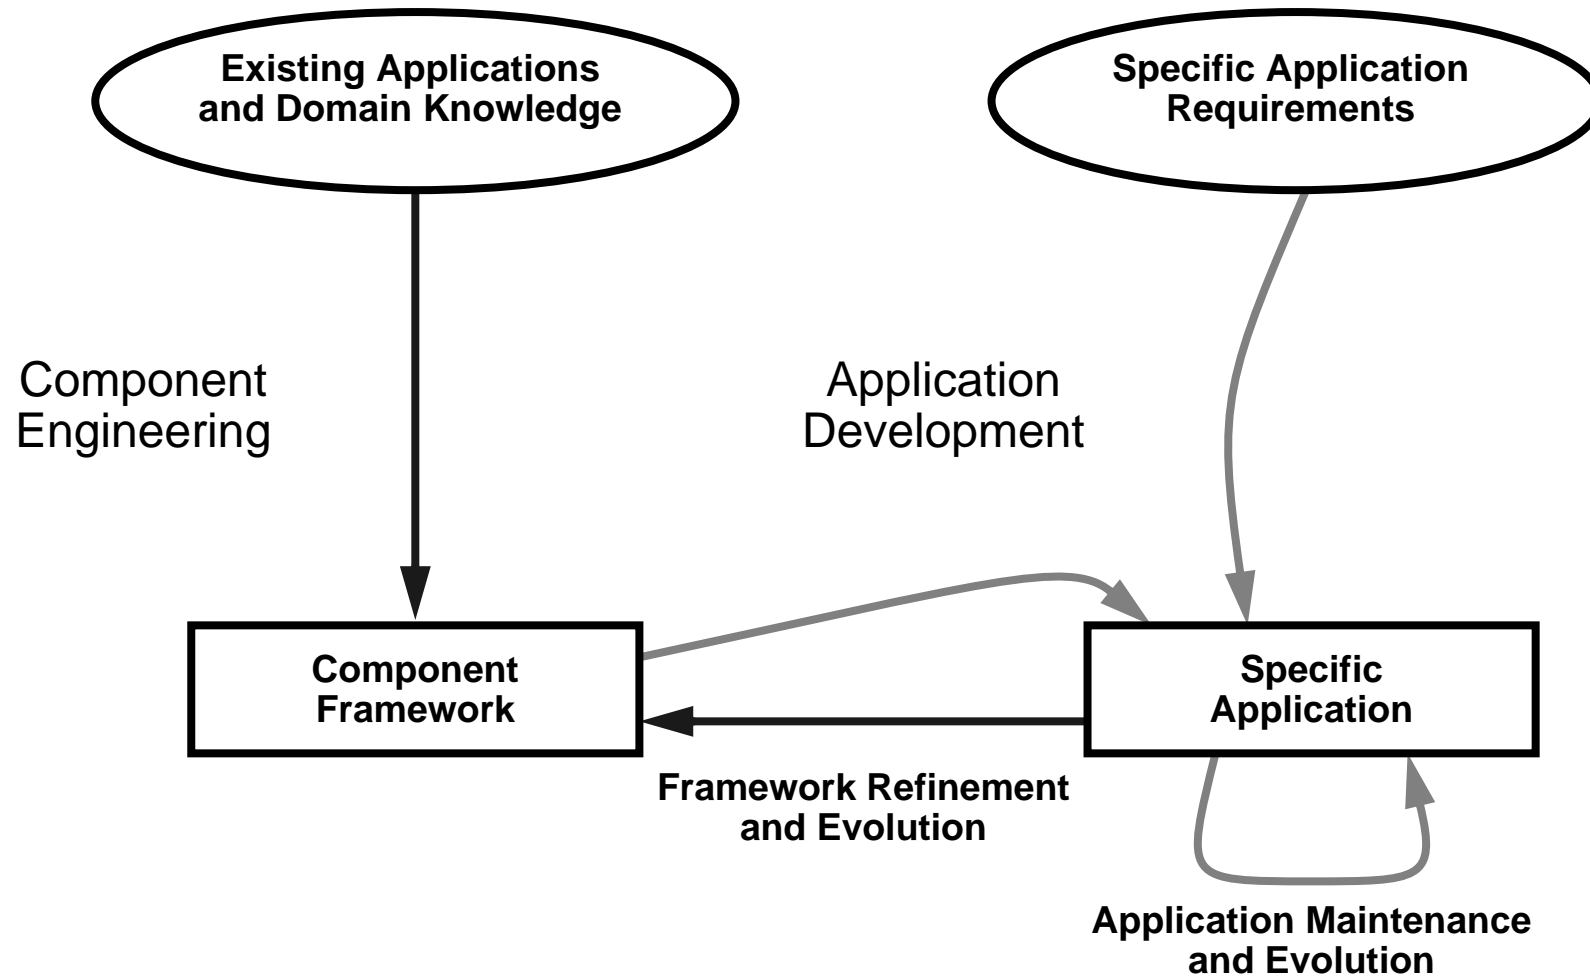 Existing Applications
and Domain Knowledge
Specific Application
Requirements
Component
Engineering
Application
Development
Component
Framework
Specific
Application
Framework Refinement
and Evolution
Application Maintenance
and Evolution